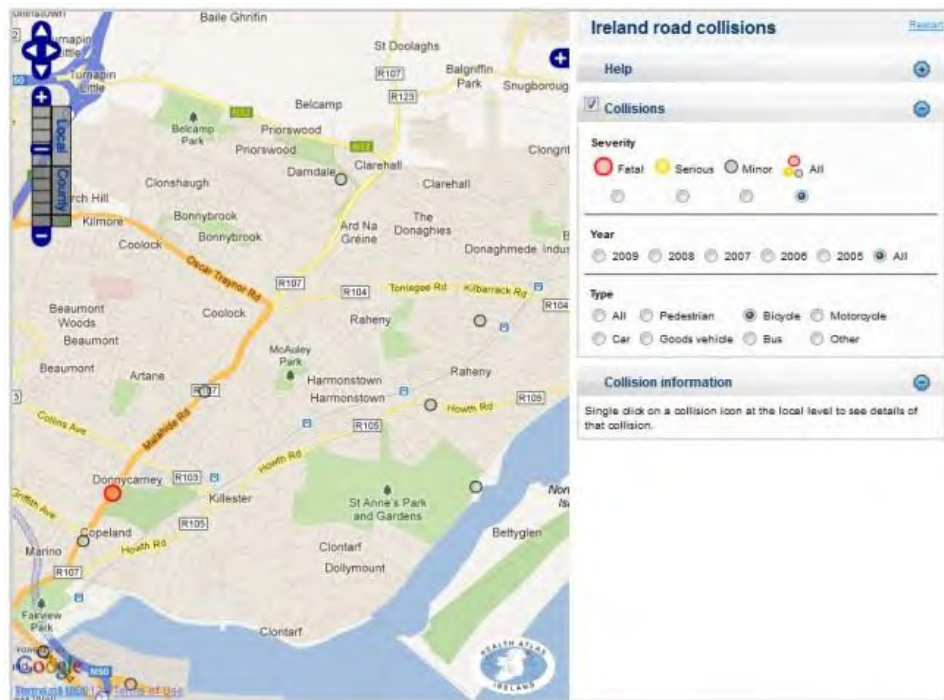 Baile Ghrifin
St Doolaghs
R107
Balgriffin
Park
Snugboroug
Turnapin
Little
R123
Belcamp
Belcamp
Park
Priorswood
Priorswood
Clarehall
Clongrif
Darndale
Clonshaugh
Clarehall
rch Hill
Kilmore
Bonnybrook
Bonnybrook
Coolock
Ard Na
Greine
The
Donaghies
Donaghmede Indus
Oscar Traynor Rd
R107
R104
Tonlegee Rd
Kilbarrack Rd
R104
Beaumont
Woods
Beaumont
Beaumont
Coolock
Raheny
McAuley
Park
Artane
Harmonstown
Harmonstown
Raheny
Howth Rd
R105
R105
Collins Ave
Malahide Rd
Howth Rd
Donnycarney
R103
Killester
Griffith Ave
R105
St Anne's Park
and Gardens
Copeland
Marino
Howth Rd
Clontarf
Dollymount
Bettyglen
R107
Fairview
Park
Clontarf
Google
M50
Terms of Use
HEALTH ATLAS
IRELAND
Local
County
Ireland road collisions
Restart
Help
Collisions
Severity
Fatal Serious Minor All
Year
2009 2008 2007 2006 2005 All
Type
All Pedestrian Bicycle Motorcycle
Car Goods vehicle Bus Other
Collision information
Single click on a collision icon at the local level to see details of
that collision.